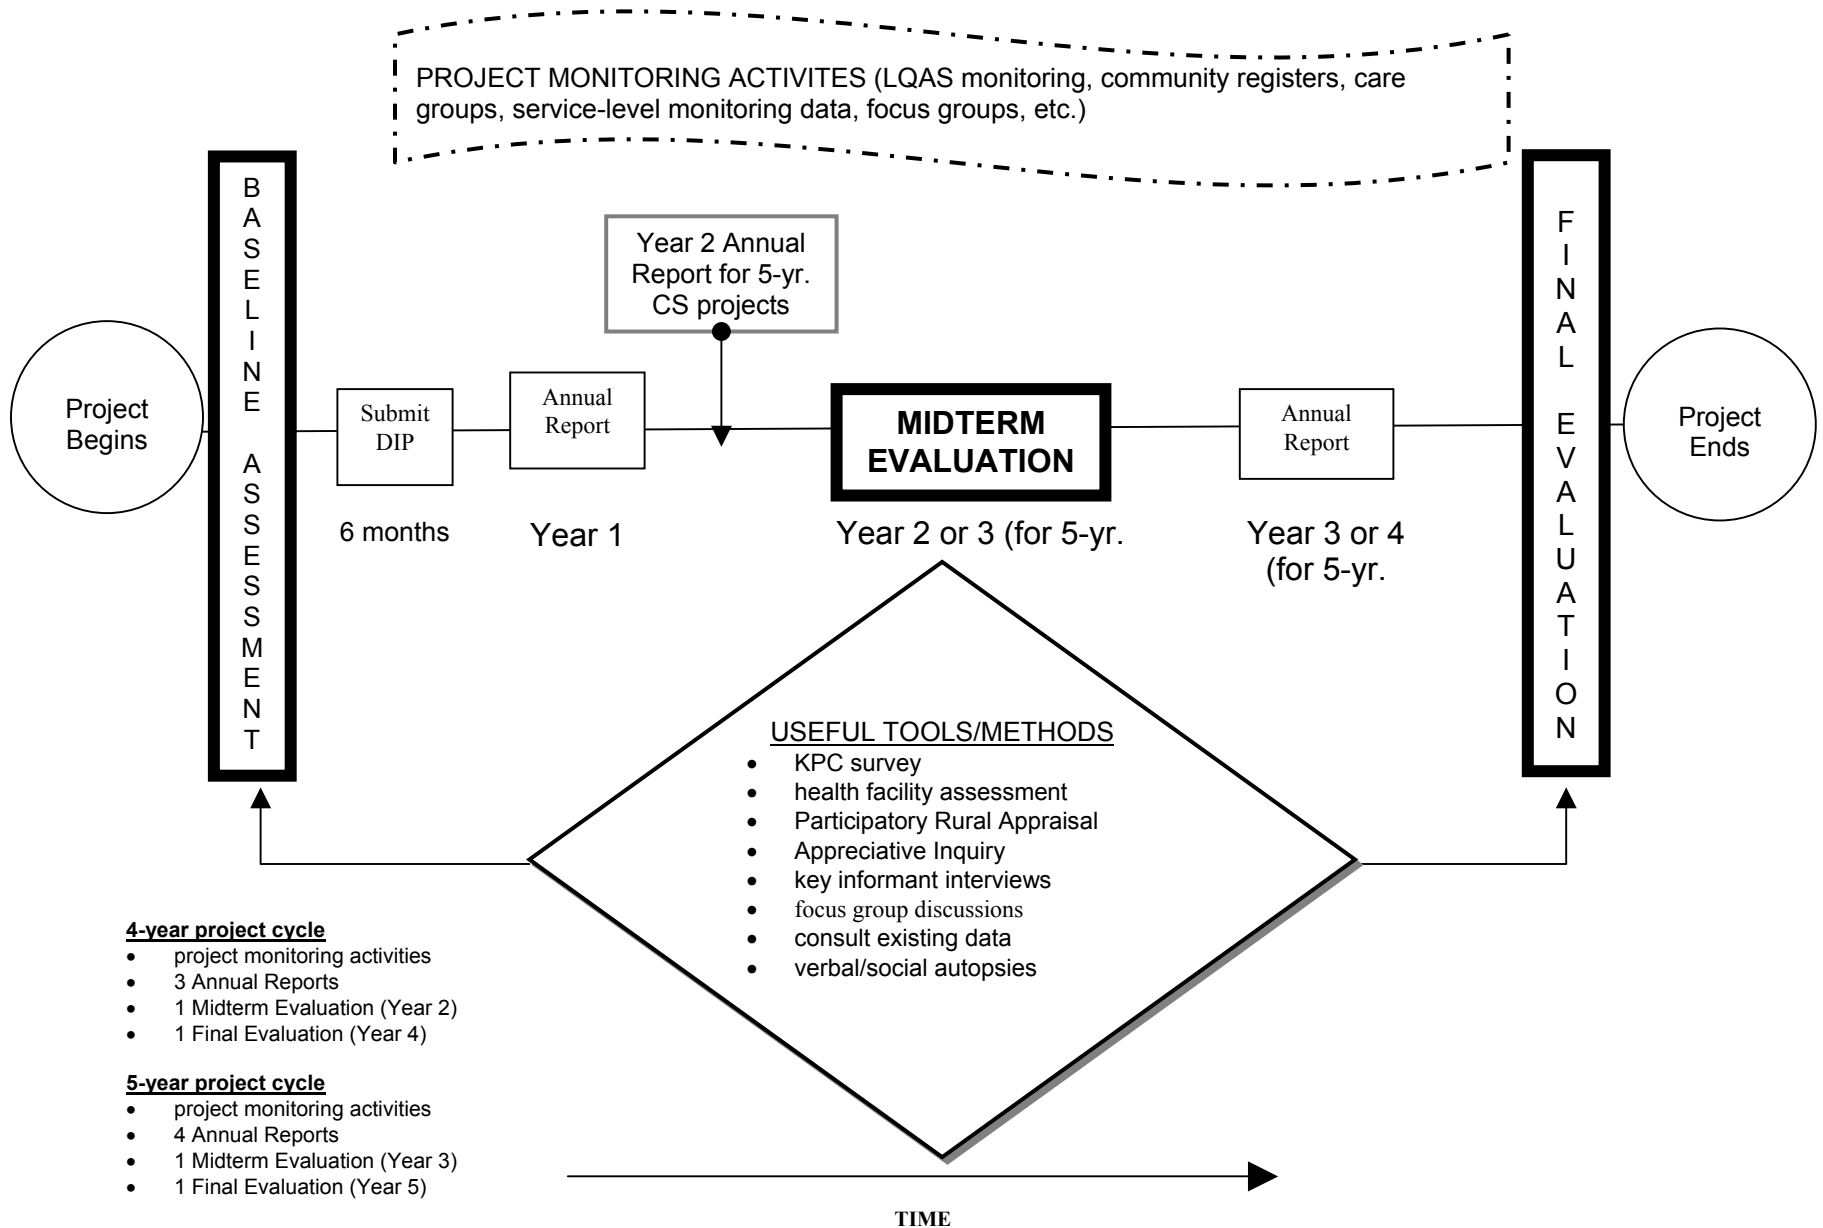 PROJECT MONITORING ACTIVITES (LQAS monitoring, community registers, care
groups, service-level monitoring data, focus groups, etc.)
Project
Begins
BASELINE ASSESSMENT
Submit
DIP
6 months
Annual
Report
Year 1
Year 2 Annual
Report for 5-yr.
CS projects
MIDTERM
EVALUATION
Year 2 or 3 (for 5-yr.
Annual
Report
Year 3 or 4
(for 5-yr.
FINAL EVALUATION
Project
Ends
USEFUL TOOLS/METHODS
• KPC survey
• health facility assessment
• Participatory Rural Appraisal
• Appreciative Inquiry
• key informant interviews
• focus group discussions
• consult existing data
• verbal/social autopsies
4-year project cycle
• project monitoring activities
• 3 Annual Reports
• 1 Midterm Evaluation (Year 2)
• 1 Final Evaluation (Year 4)
5-year project cycle
• project monitoring activities
• 4 Annual Reports
• 1 Midterm Evaluation (Year 3)
• 1 Final Evaluation (Year 5)
TIME